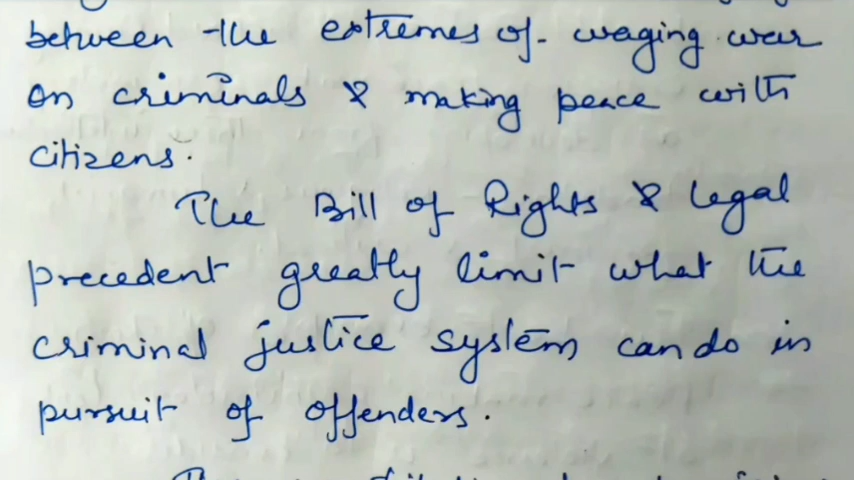 between the extremes of waging war
on criminals & making peace with
citizens.
The Bill of Rights & legal
precedent greatly limit what the
criminal justice system can do in
pursuit of offenders.